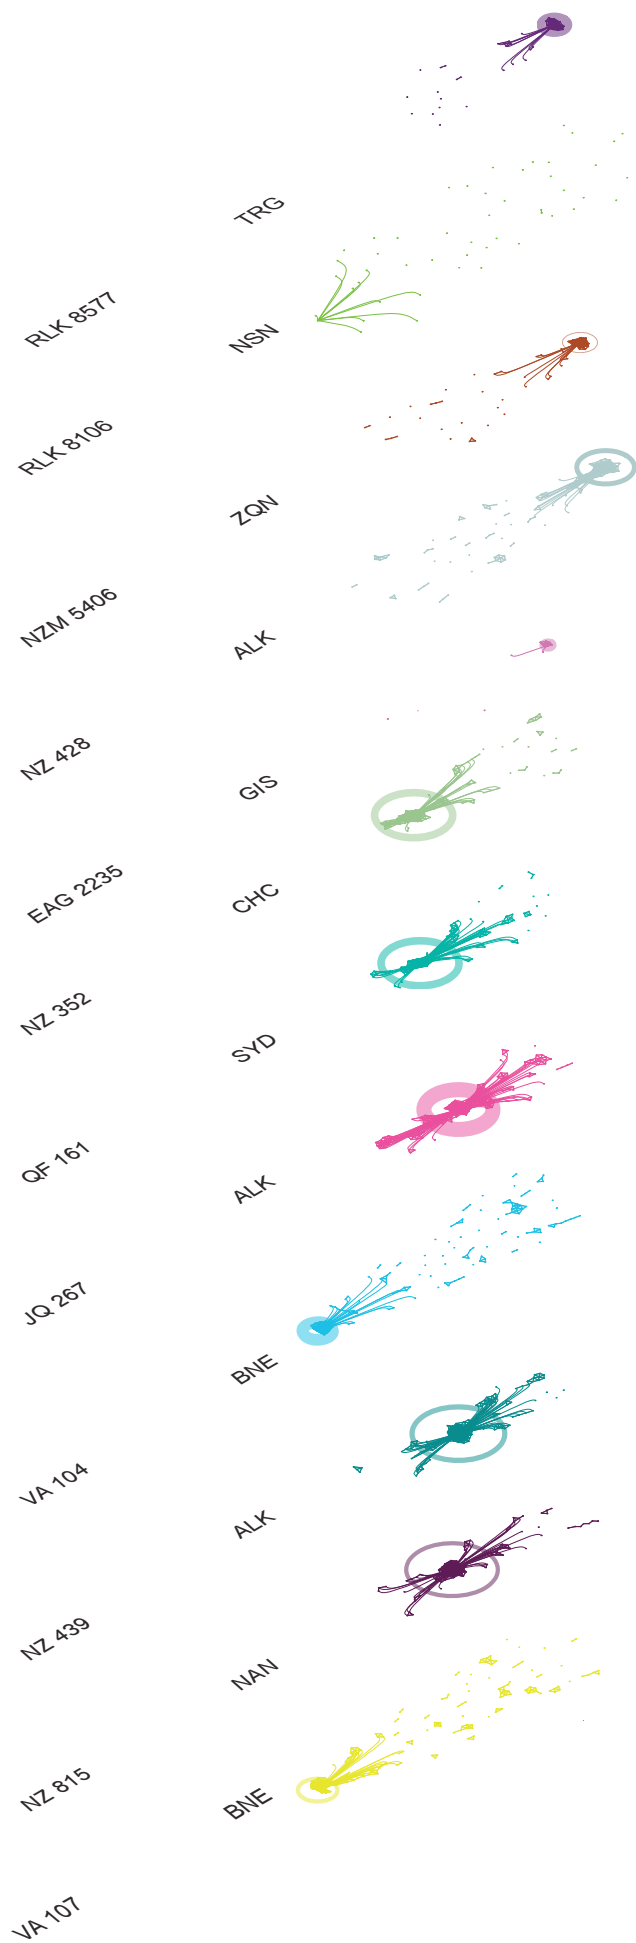 TRG
RLK 8577
NSN
RLK 8106
ZQN
NZM 5406
ALK
NZ 428
GIS
EAG 2235
CHC
NZ 352
SYD
QF 161
ALK
JQ 267
BNE
VA 104
ALK
NZ 439
NAN
NZ 815
BNE
VA 107